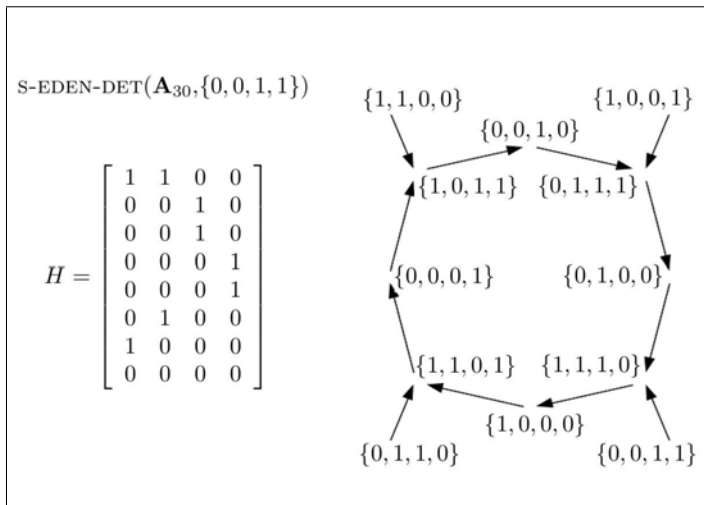 S-EDEN-DET(A₃₀,{0, 0, 1, 1})
H =
1 1 0 0
0 0 1 0
0 0 1 0
0 0 0 1
0 0 0 1
0 1 0 0
1 0 0 0
0 0 0 0
{1, 1, 0, 0}
{1, 0, 0, 1}
{0, 0, 1, 0}
{1, 0, 1, 1}
{0, 1, 1, 1}
{0, 0, 0, 1}
{0, 1, 0, 0}
{1, 1, 0, 1}
{1, 1, 1, 0}
{1, 0, 0, 0}
{0, 1, 1, 0}
{0, 0, 1, 1}